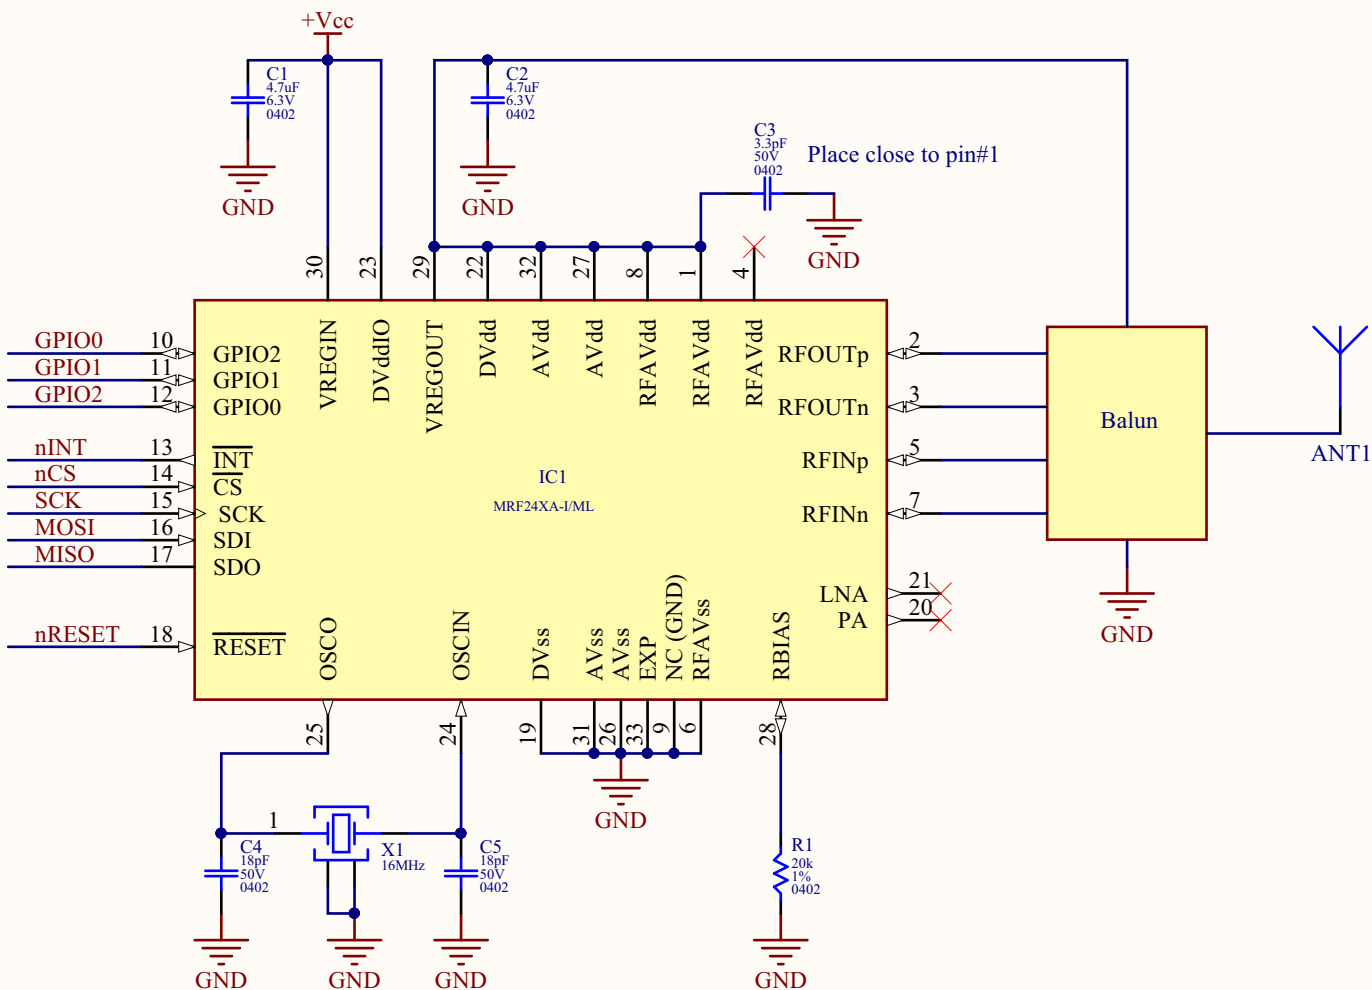 +Vcc
C1
4.7uF
6.3V
0402
GND
C2
4.7uF
6.3V
0402
GND
C3
3.3pF
50V
0402
Place close to pin#1
GND
30
23
29
22
32
27
8
1
4
VREGIN
DVddIO
VREGOUT
DVdd
AVdd
AVdd
RFAVdd
RFAVdd
RFAVdd
GPIO0 10 GPIO2
GPIO1 11 GPIO1
GPIO2 12 GPIO0
nINT 13 INT
nCS 14 CS
SCK 15 SCK
MOSI 16 SDI
MISO 17 SDO
nRESET 18 RESET
IC1
MRF24XA-I/ML
RFOUTp 2
RFOUTn 3
RFINp 5
RFINn 7
LNA 21
PA 20
Balun
ANT1
GND
OSCO
OSCIN
DVss
AVss
AVss
EXP
NC (GND)
RFAVss
RBIAS
25
24
19
31
26
33
9
6
28
GND
1
X1
16MHz
C4
18pF
50V
0402
C5
18pF
50V
0402
R1
20k
1%
0402
GND
GND
GND
GND